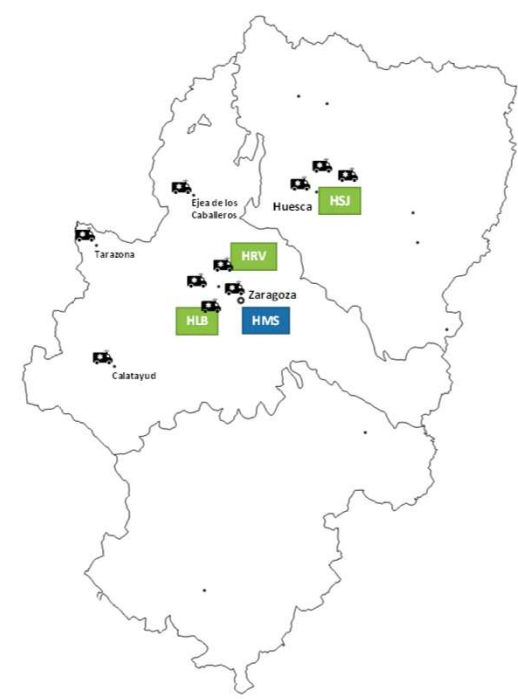 Ejea de los
Caballeros
Huesca
HSJ
Tarazona
HRV
Zaragoza
HLB
HMS
Calatayud